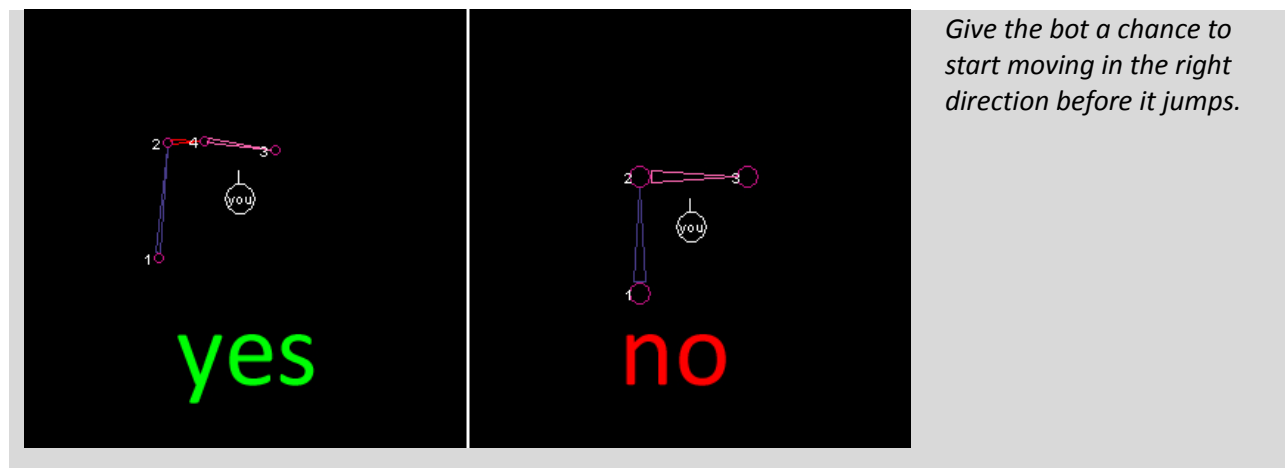 Give the bot a chance to
start moving in the right
direction before it jumps.
2 4 3
you
1
yes
2 3
you
1
no